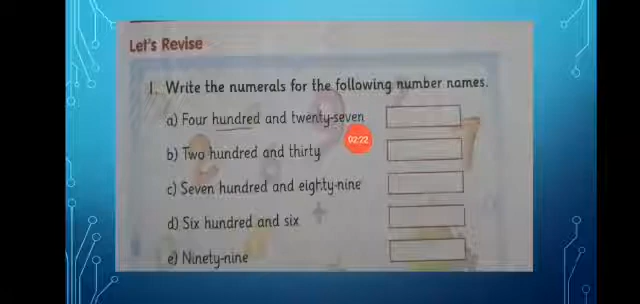 Let's Revise
1. Write the numerals for the following number names.
a) Four hundred and twenty-seven
02:22
b) Two hundred and thirty
c) Seven hundred and eighty-nine
d) Six hundred and six
e) Ninety-nine